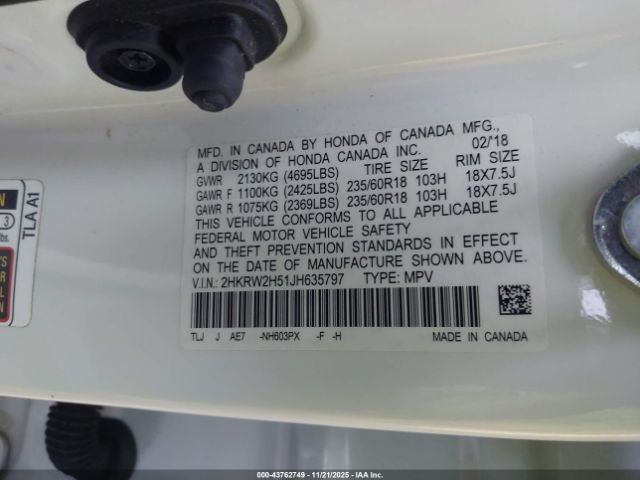 MFD. IN CANADA BY HONDA OF CANADA MFG.,
A DIVISION OF HONDA CANADA INC. 02/'18
GVWR 2130KG (4695LBS) TIRE SIZE RIM SIZE
GAWR F 1100KG (2425LBS) 235/60R18 103H 18X7.5J
GAWR R 1075KG (2369LBS) 235/60R18 103H 18X7.5J
THIS VEHICLE CONFORMS TO ALL APPLICABLE
FEDERAL MOTOR VEHICLE SAFETY
AND THEFT PREVENTION STANDARDS IN EFFECT
ON THE DATE OF MANUFACTURE SHOWN ABOVE.
V.I.N.: 2HKRW2H51JH635797 TYPE: MPV
TLJ J AE7 -NH603PX -F -H MADE IN CANADA
TLA A1
3
lbs.
000-43762749 - 11/21/2025 - IAA Inc.